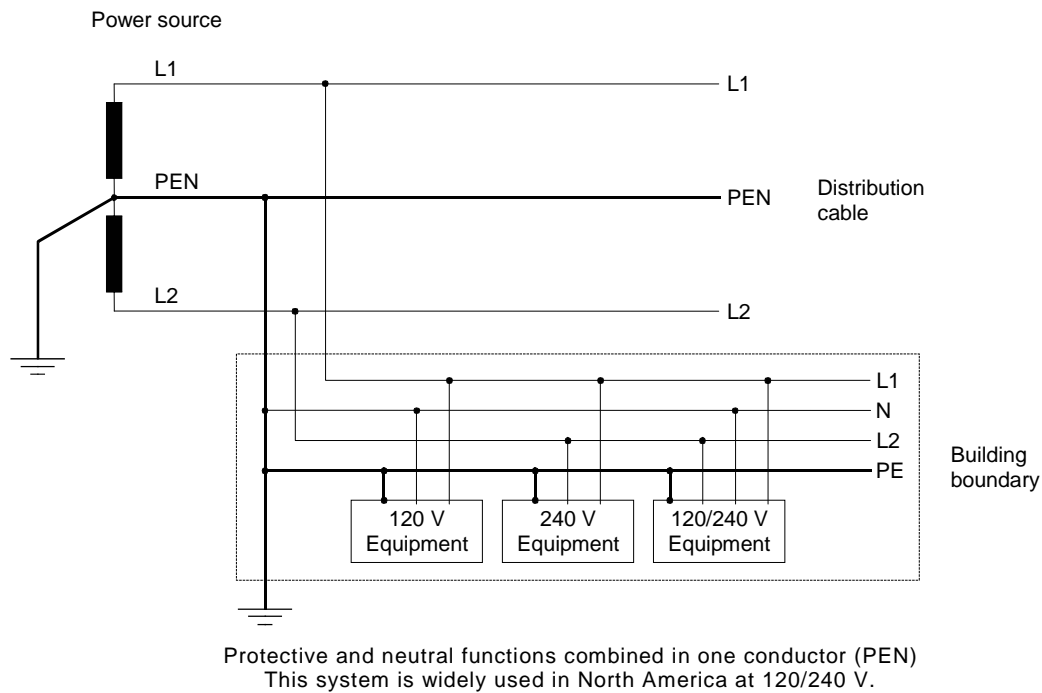 Power source
L1
L1
PEN
PEN
Distribution
cable
L2
L2
L1
N
L2
PE
Building
boundary
120 V
Equipment
240 V
Equipment
120/240 V
Equipment
Protective and neutral functions combined in one conductor (PEN)
This system is widely used in North America at 120/240 V.